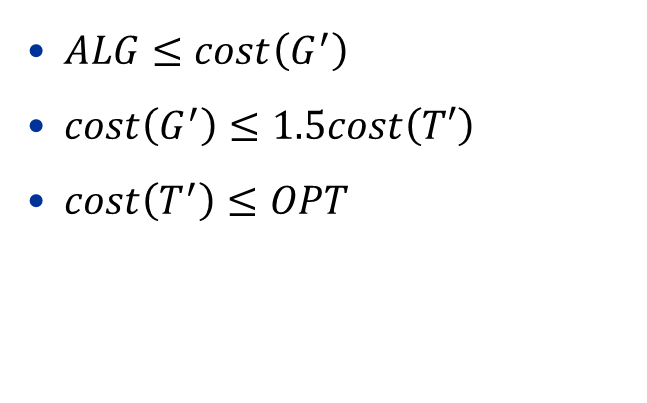 • ALG ≤ cost(G′)
• cost(G′) ≤ 1.5cost(T′)
• cost(T′) ≤ OPT